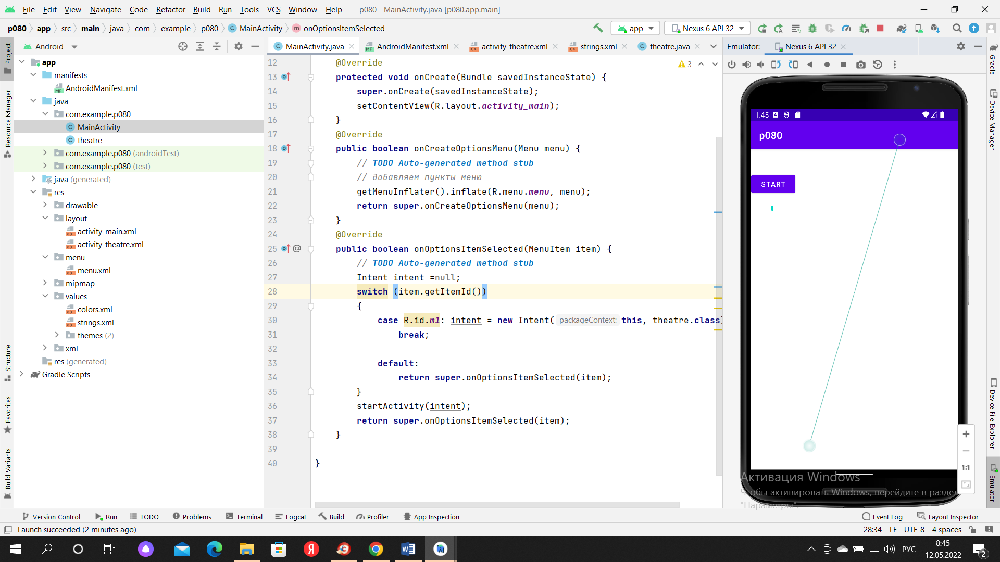 File Edit View Navigate Code Refactor Build Run Tools VCS Window Help p080 - MainActivity.java [p080.app.main]
p080 app src main java com example p080 MainActivity onOptionsItemSelected app Nexus 6 API 32
Android MainActivity.java AndroidManifest.xml activity_theatre.xml strings.xml theatre.java Emulator: Nexus 6 API 32
Project
Resource Manager
Structure
Favorites
Build Variants
app
manifests
AndroidManifest.xml
java
com.example.p080
MainActivity
theatre
com.example.p080 (androidTest)
com.example.p080 (test)
java (generated)
res
drawable
layout
activity_main.xml
activity_theatre.xml
menu
menu.xml
mipmap
values
colors.xml
strings.xml
themes (2)
xml
res (generated)
Gradle Scripts
3
12 @Override
13 protected void onCreate(Bundle savedInstanceState) {
14 super.onCreate(savedInstanceState);
15 setContentView(R.layout.activity_main);
16 }
17 @Override
18 public boolean onCreateOptionsMenu(Menu menu) {
19 // TODO Auto-generated method stub
20 // добавляем пункты меню
21 getMenuInflater().inflate(R.menu.menu, menu);
22 return super.onCreateOptionsMenu(menu);
23 }
24 @Override
25 @ public boolean onOptionsItemSelected(MenuItem item) {
26 // TODO Auto-generated method stub
27 Intent intent =null;
28 switch (item.getItemId())
29 {
30 case R.id.m1: intent = new Intent( packageContext: this, theatre.class)
31 break;
32
33 default:
34 return super.onOptionsItemSelected(item);
35 }
36 startActivity(intent);
37 return super.onOptionsItemSelected(item);
38 }
39
40 }
1:45
p080
START
1:1
Активация Windows
Чтобы активировать Windows, перейдите в раздел
"Параметры".
Gradle
Device Manager
Device File Explorer
Emulator
Version Control Run TODO Problems Terminal Logcat Build Profiler App Inspection Event Log Layout Inspector
Launch succeeded (2 minutes ago) 28:34 LF UTF-8 4 spaces
РУС 8:45
12.05.2022 2